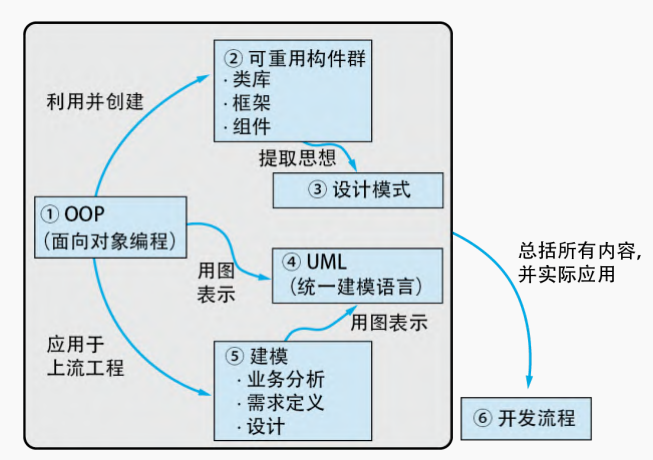 ② 可重用构件群
· 类库
· 框架
· 组件
利用并创建
提取思想
③ 设计模式
① OOP
（面向对象编程）
用图
表示
④ UML
（统一建模语言）
总括所有内容，
并实际应用
用图表示
应用于
上流工程
⑤ 建模
· 业务分析
· 需求定义
· 设计
⑥ 开发流程